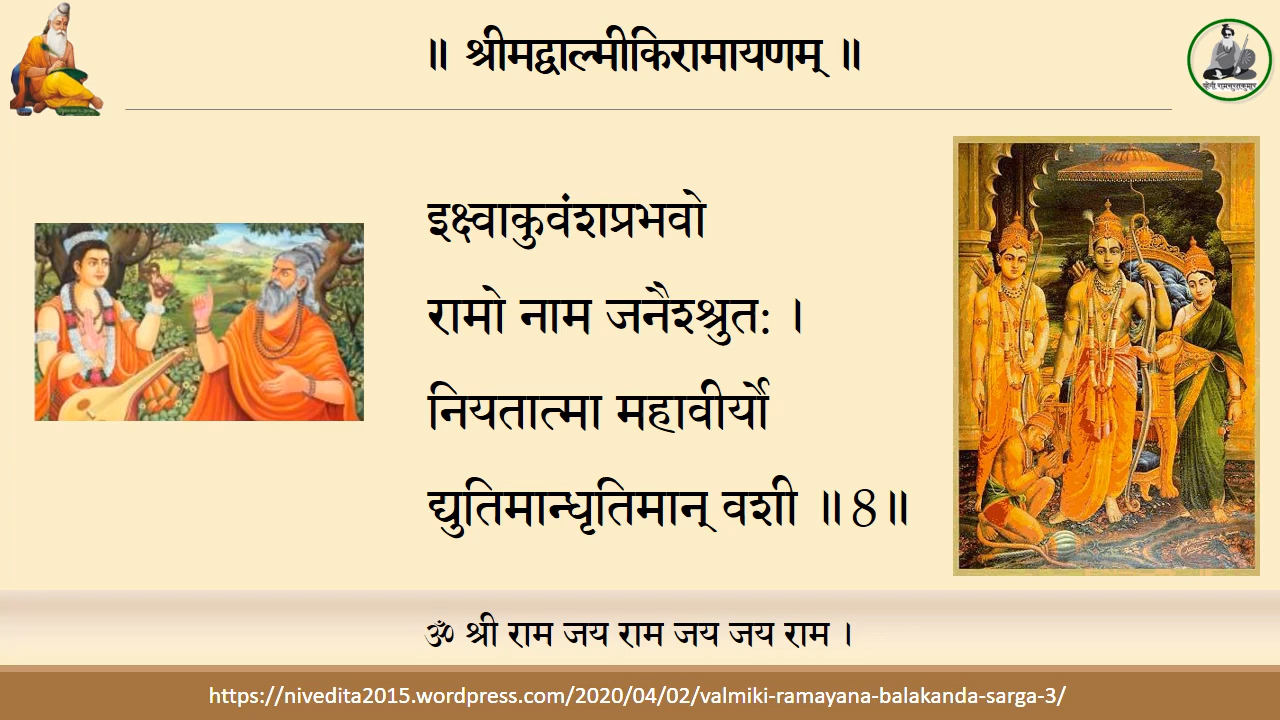 ॥ श्रीमद्वाल्मीकिरामायणम् ॥
इक्ष्वाकुवंशप्रभवो
रामो नाम जनैश्श्रुतः ।
नियतात्मा महावीर्यो
द्युतिमान्धृतिमान् वशी ॥8॥
ॐ श्री राम जय राम जय जय राम ।
https://nivedita2015.wordpress.com/2020/04/02/valmiki-ramayana-balakanda-sarga-3/